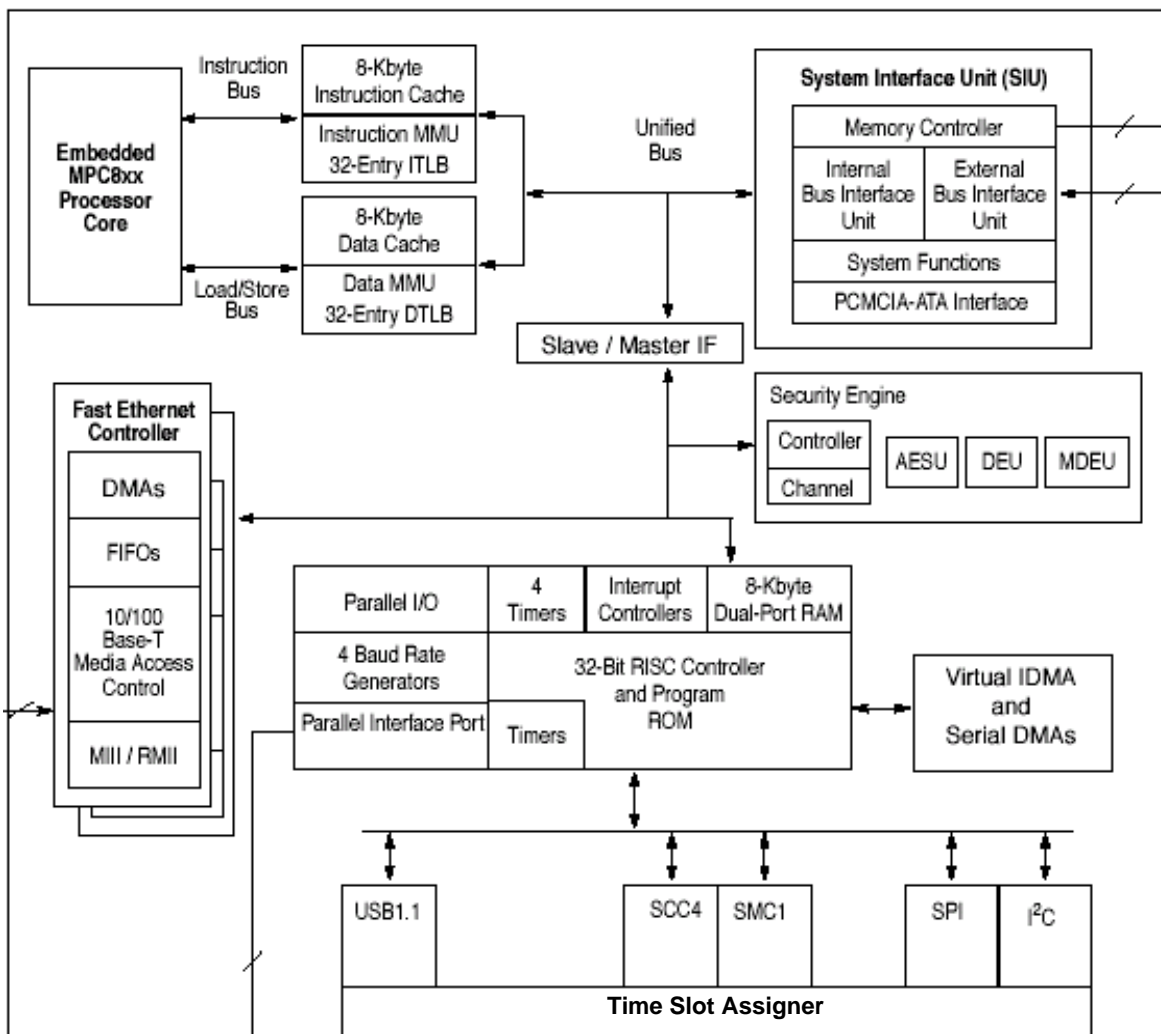 Embedded
MPC8xx
Processor
Core
Instruction
Bus
Load/Store
Bus
8-Kbyte
Instruction Cache
Instruction MMU
32-Entry ITLB
8-Kbyte
Data Cache
Data MMU
32-Entry DTLB
Unified
Bus
System Interface Unit (SIU)
Memory Controller
Internal
Bus Interface
Unit
External
Bus Interface
Unit
System Functions
PCMCIA-ATA Interface
Slave / Master IF
Security Engine
Controller
Channel
AESU
DEU
MDEU
Fast Ethernet
Controller
DMAs
FIFOs
10/100
Base-T
Media Access
Control
MIII / RMII
Parallel I/O
4
Timers
Interrupt
Controllers
8-Kbyte
Dual-Port RAM
4 Baud Rate
Generators
Parallel Interface Port
Timers
32-Bit RISC Controller
and Program
ROM
Virtual IDMA
and
Serial DMAs
USB1.1
SCC4
SMC1
SPI
I²C
Time Slot Assigner